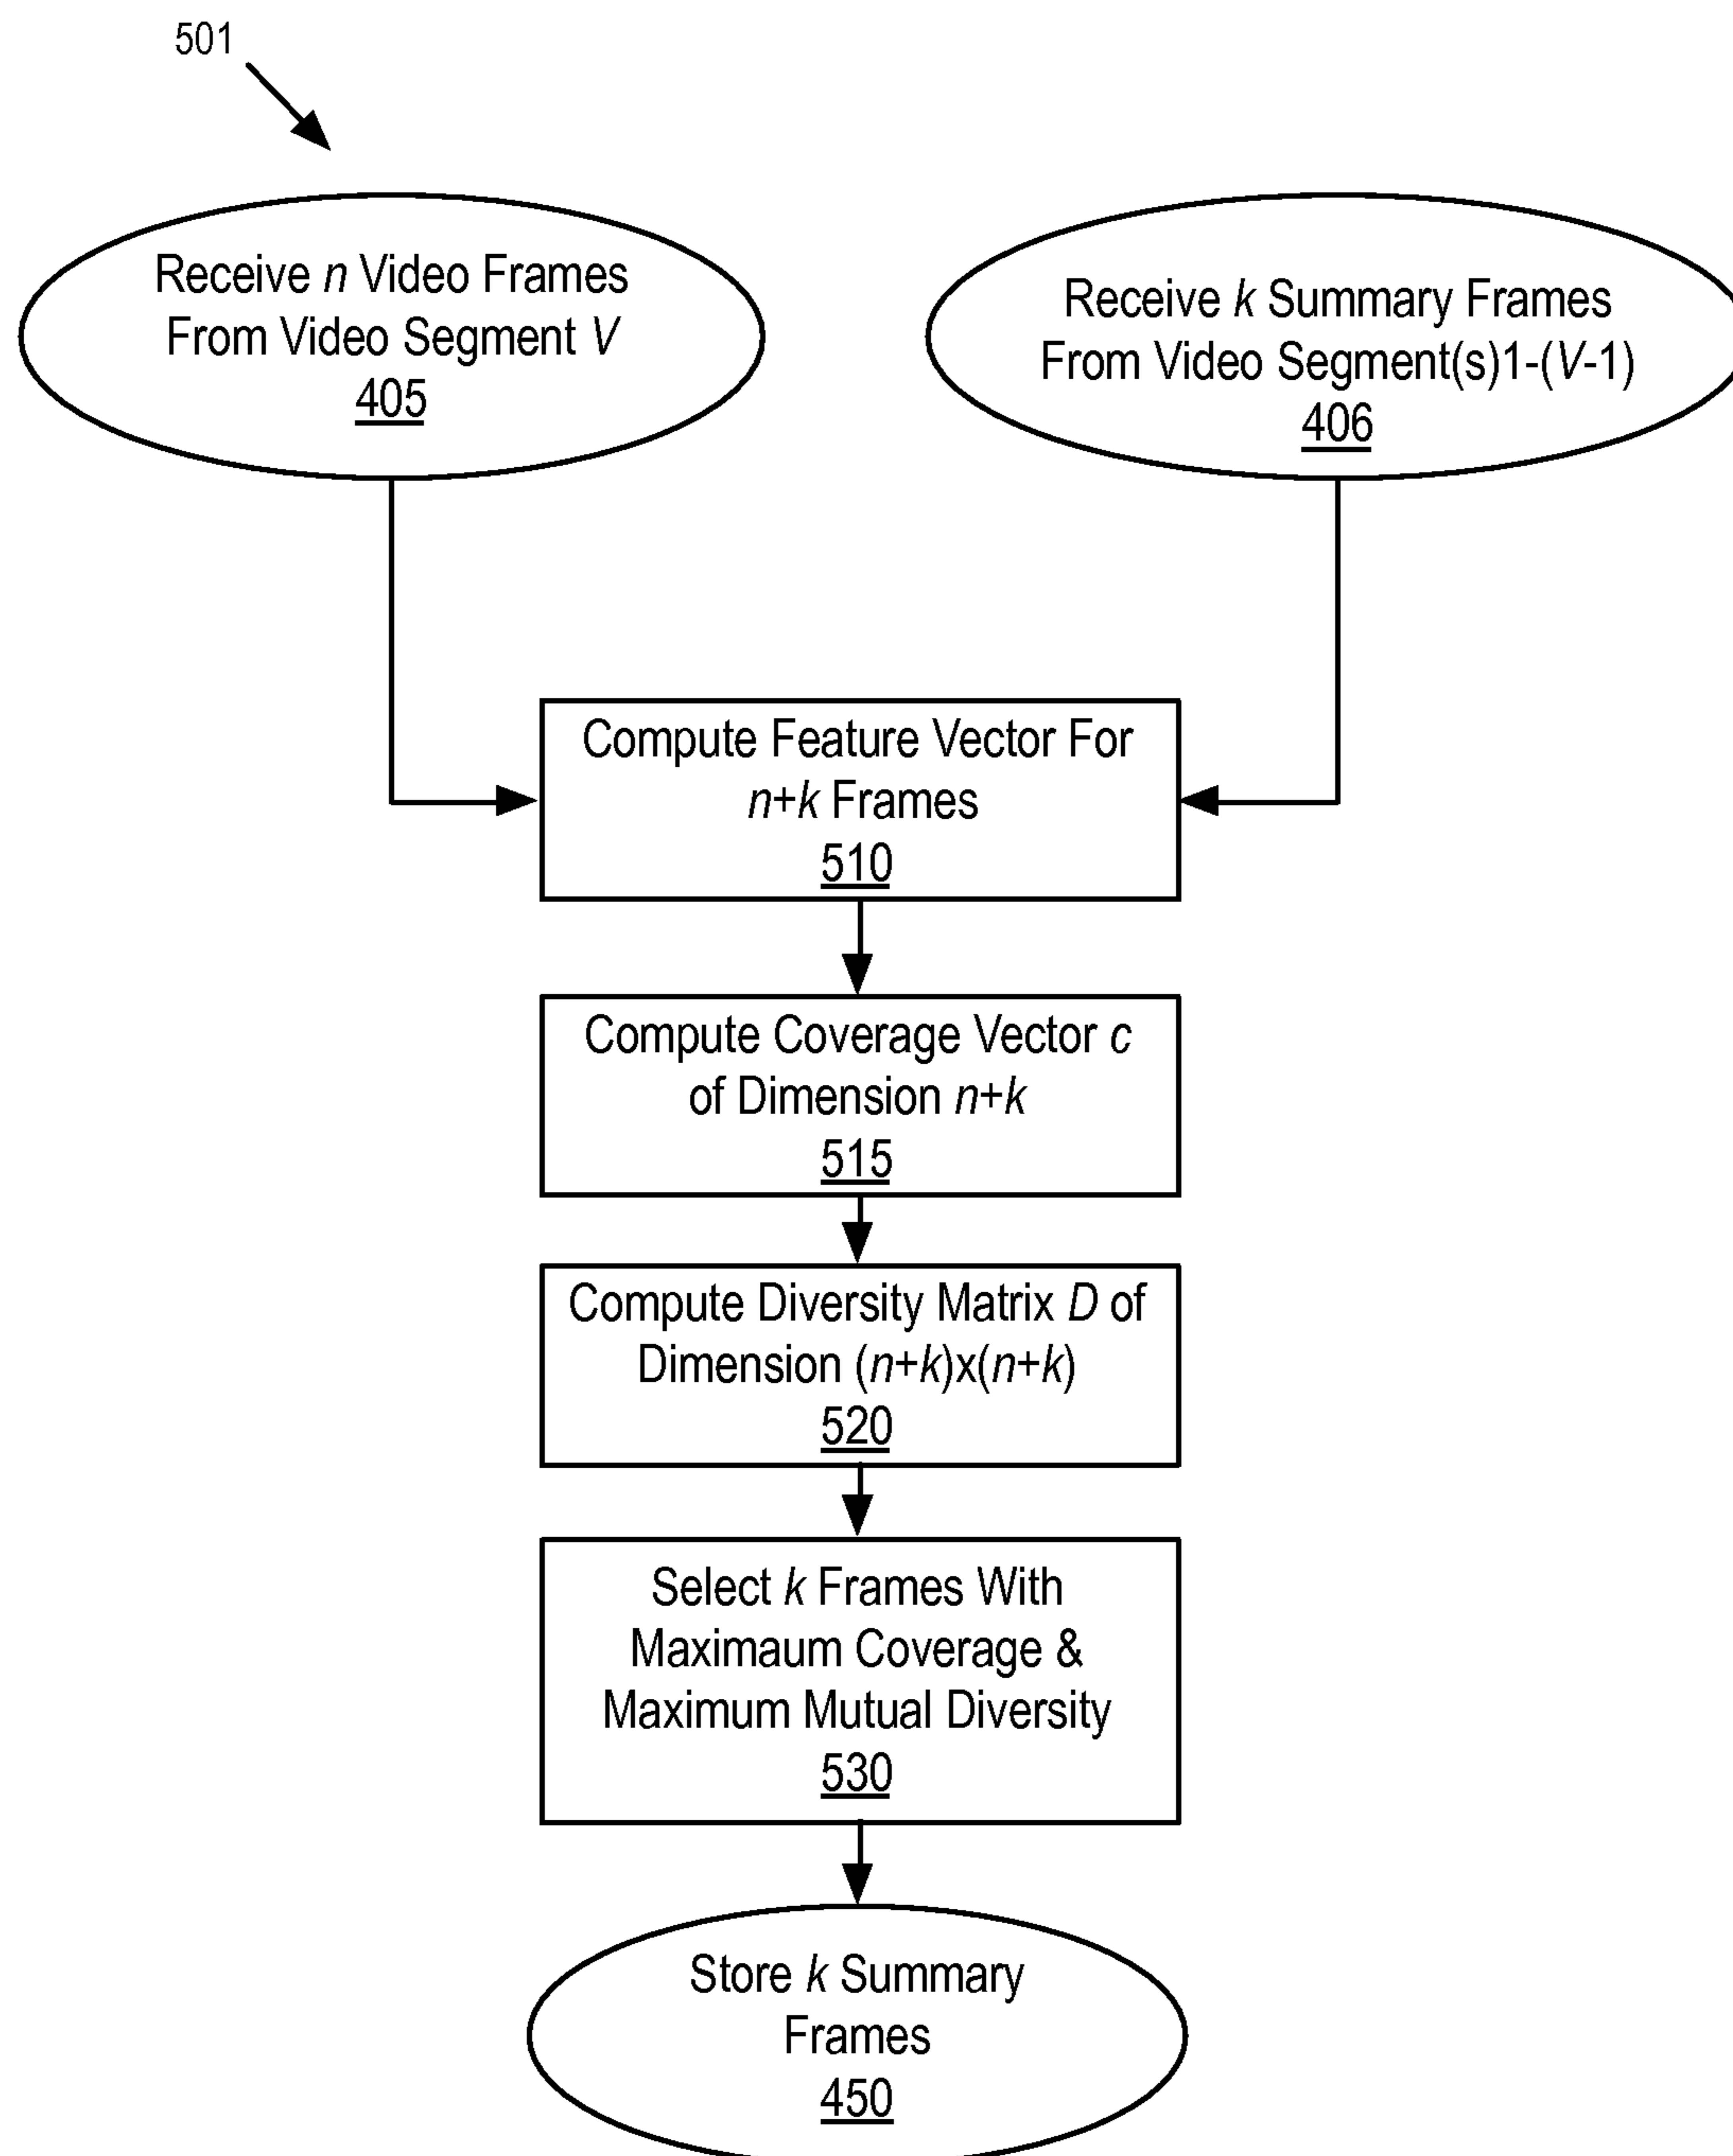 501
Receive n Video Frames
From Video Segment V
405
Receive k Summary Frames
From Video Segment(s)1-(V-1)
406
Compute Feature Vector For
n+k Frames
510
Compute Coverage Vector c
of Dimension n+k
515
Compute Diversity Matrix D of
Dimension (n+k)x(n+k)
520
Select k Frames With
Maximaum Coverage &
Maximum Mutual Diversity
530
Store k Summary
Frames
450